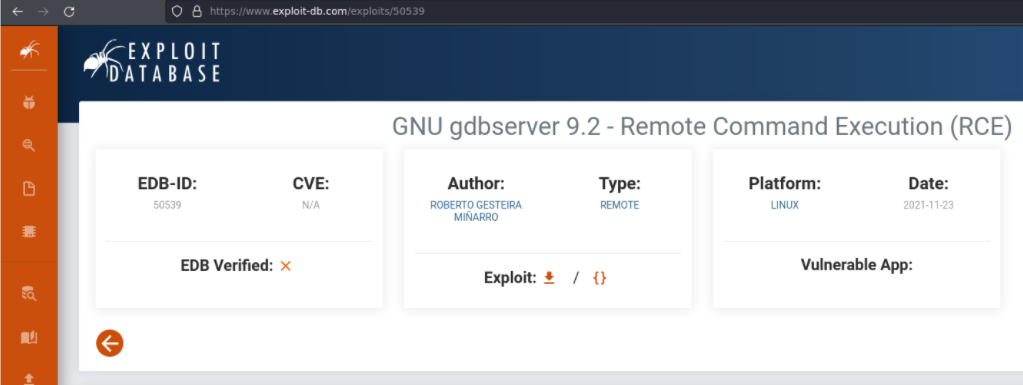 https://www.exploit-db.com/exploits/50539
EXPLOIT
DATABASE
GNU gdbserver 9.2 - Remote Command Execution (RCE)
EDB-ID:
50539
CVE:
N/A
Author:
ROBERTO GESTEIRA
MIÑARRO
Type:
REMOTE
Platform:
LINUX
Date:
2021-11-23
EDB Verified: ×
Exploit: / {}
Vulnerable App: